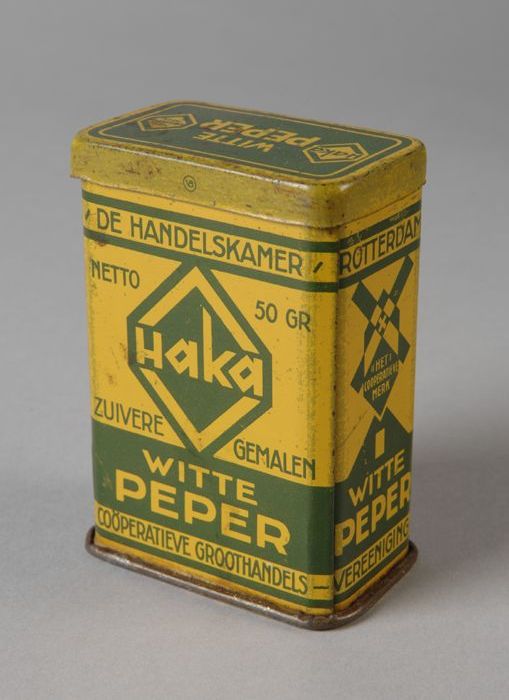 WITTE
PEPER
Haka
DE HANDELSKAMER
NETTO
50 GR
Haka
ZUIVERE
GEMALEN
WITTE
PEPER
COÖPERATIEVE GROOTHANDELS –
ROTTERDAM
"HET"
COÖPERATIEVE
MERK
WITTE
PEPER
VEREENIGING